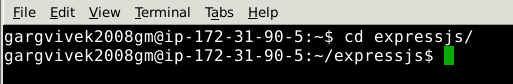 File Edit View Terminal Tabs Help
gargvivek2008gm@ip-172-31-90-5:~$ cd expressjs/
gargvivek2008gm@ip-172-31-90-5:~/expressjs$